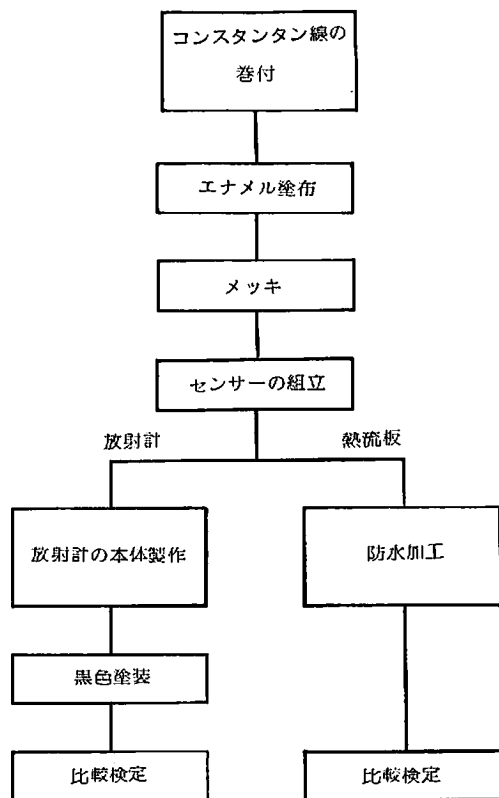 コンスタンタン線の
巻付
エナメル塗布
メッキ
センサーの組立
放射計
熱流板
放射計の本体製作
防水加工
黒色塗装
比較検定
比較検定